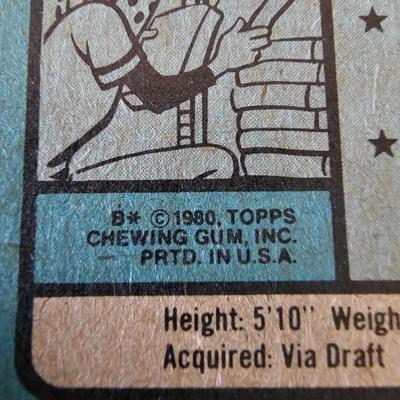 B* © 1980, TOPPS
CHEWING GUM, INC.
PRTD. IN U.S.A.
Height: 5'10" Weigh
Acquired: Via Draft